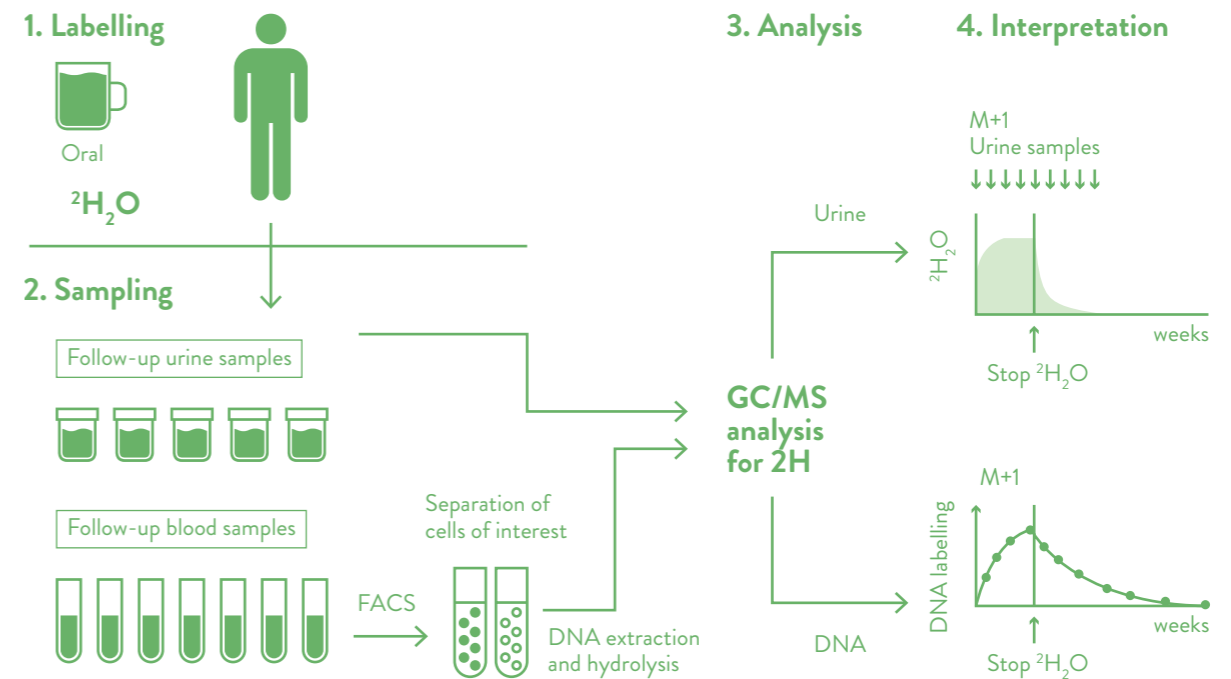 1. Labelling
Oral
²H₂O
2. Sampling
Follow-up urine samples
Follow-up blood samples
FACS
Separation of
cells of interest
DNA extraction
and hydrolysis
3. Analysis
Urine
GC/MS
analysis
for 2H
DNA
4. Interpretation
M+1
Urine samples
²H₂O
weeks
Stop ²H₂O
M+1
DNA labelling
weeks
Stop ²H₂O